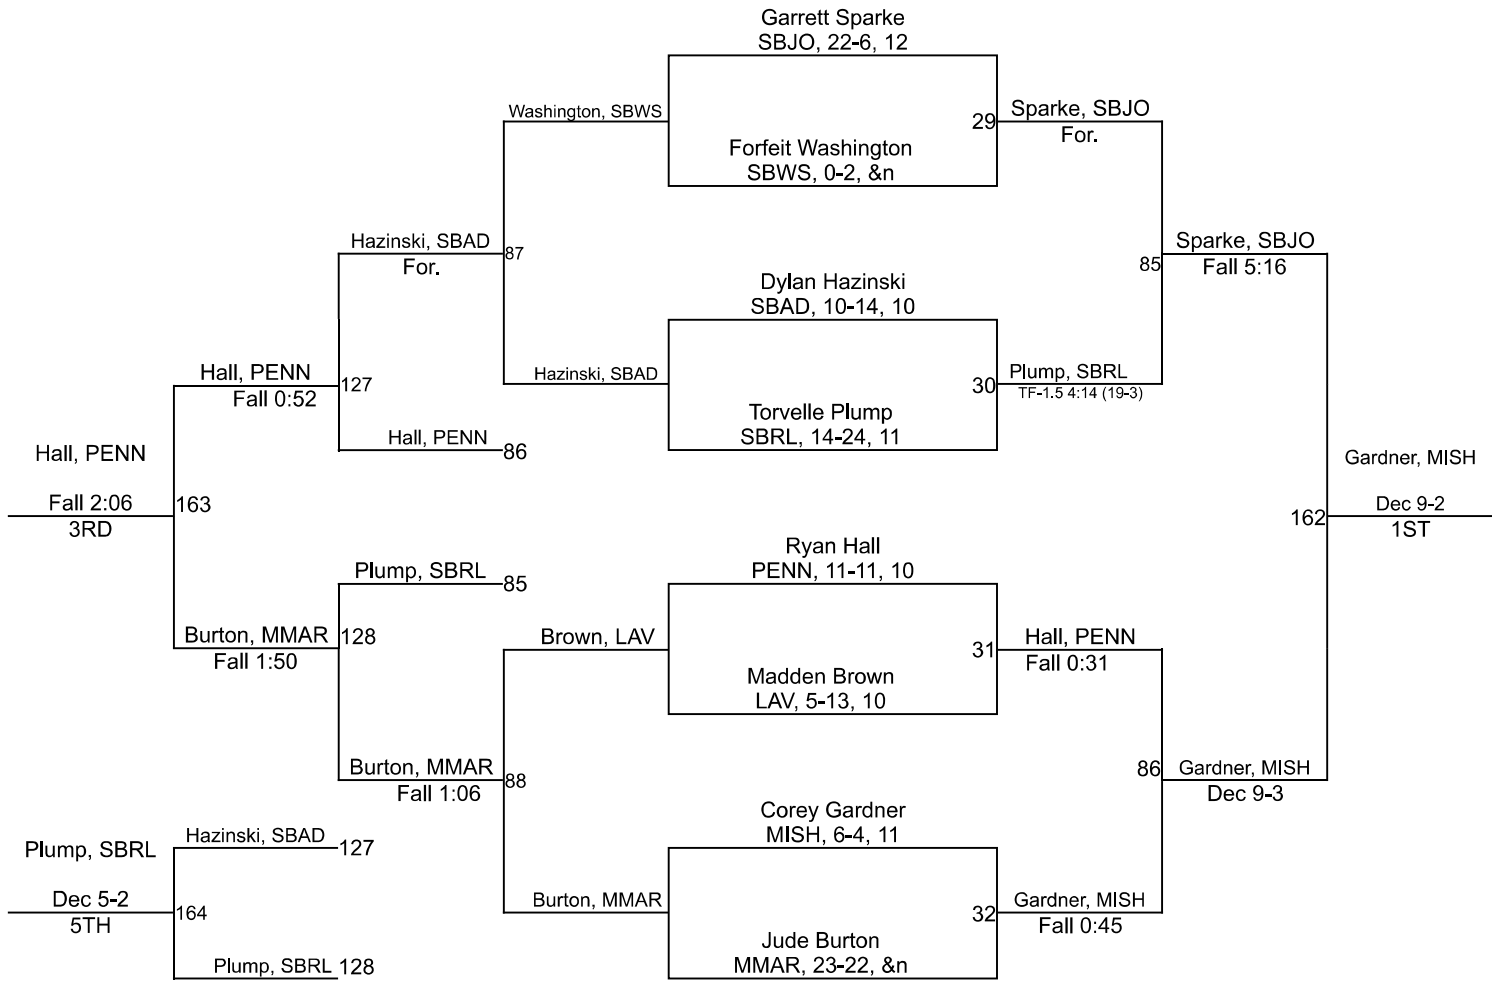 Garrett Sparke
SBJO, 22-6, 12
Washington, SBWS
29
Sparke, SBJO
For.
Forfeit Washington
SBWS, 0-2, &n
Hazinski, SBAD
For.
87
Sparke, SBJO
Fall 5:16
85
Dylan Hazinski
SBAD, 10-14, 10
Hall, PENN
Fall 0:52
127
Hazinski, SBAD
30
Plump, SBRL
TF-1.5 4:14 (19-3)
Torvelle Plump
SBRL, 14-24, 11
Hall, PENN
86
Hall, PENN
Fall 2:06
3RD
163
Gardner, MISH
Dec 9-2
1ST
162
Ryan Hall
PENN, 11-11, 10
Plump, SBRL
85
Burton, MMAR
Fall 1:50
128
Brown, LAV
31
Hall, PENN
Fall 0:31
Madden Brown
LAV, 5-13, 10
Burton, MMAR
Fall 1:06
88
86
Gardner, MISH
Dec 9-3
Corey Gardner
MISH, 6-4, 11
Hazinski, SBAD
127
Plump, SBRL
Dec 5-2
5TH
164
Burton, MMAR
32
Gardner, MISH
Fall 0:45
Jude Burton
MMAR, 23-22, &n
Plump, SBRL
128